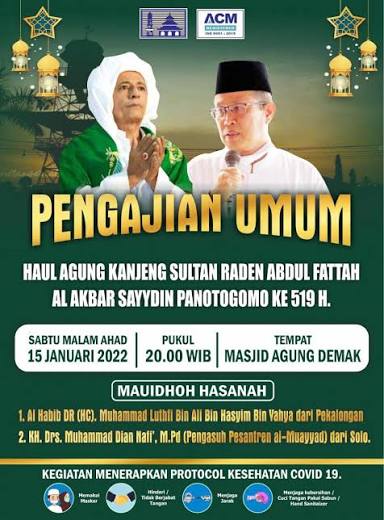 ACM
ISO 9001 : 2015
PENGAJIAN UMUM
HAUL AGUNG KANJENG SULTAN RADEN ABDUL FATTAH
AL AKBAR SAYYDIN PANOTOGOMO KE 519 H.
SABTU MALAM AHAD
15 JANUARI 2022
PUKUL
20.00 WIB
TEMPAT
MASJID AGUNG DEMAK
MAUIDHOH HASANAH
1. Al Habib DR (HC). Muhammad Luthfi Bin Ali Bin Hasyim Bin Yahya dari Pekalongan
2. KH. Drs. Muhammad Dian Nafi', M.Pd (Pengasuh Pesantren al-Muayyad) dari Solo.
KEGIATAN MENERAPKAN PROTOCOL KESEHATAN COVID 19.
Memakai
Masker
Hinderi /
Tidak Berjabat
Tangan
Menjaga
Jarak
Menjaga kebersihan /
Cuci Tangan Pakai Sabun /
Hand Sanitaizer